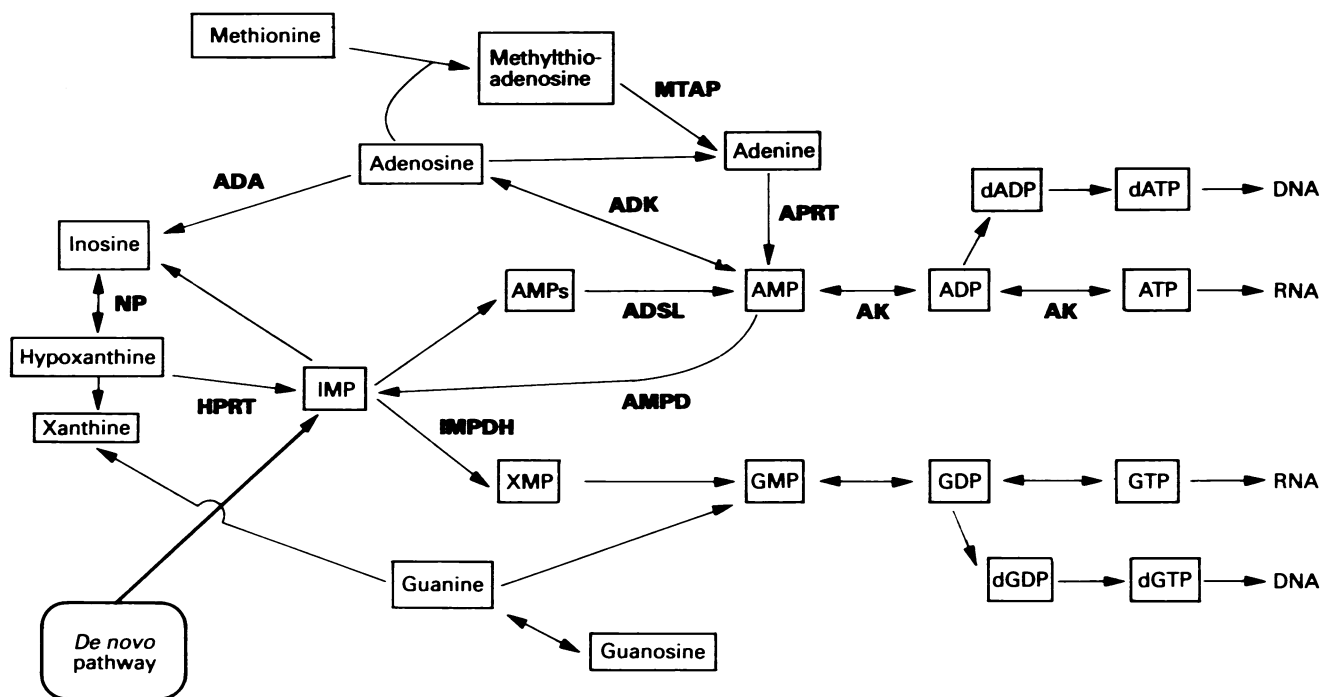 Methionine
Methylthio-
adenosine
MTAP
Adenosine
Adenine
ADA
ADK
APRT
dADP
dATP
DNA
Inosine
NP
AMPs
ADSL
AMP
AK
ADP
AK
ATP
RNA
Hypoxanthine
HPRT
IMP
AMPD
Xanthine
IMPDH
XMP
GMP
GDP
GTP
RNA
Guanine
dGDP
dGTP
DNA
De novo
pathway
Guanosine